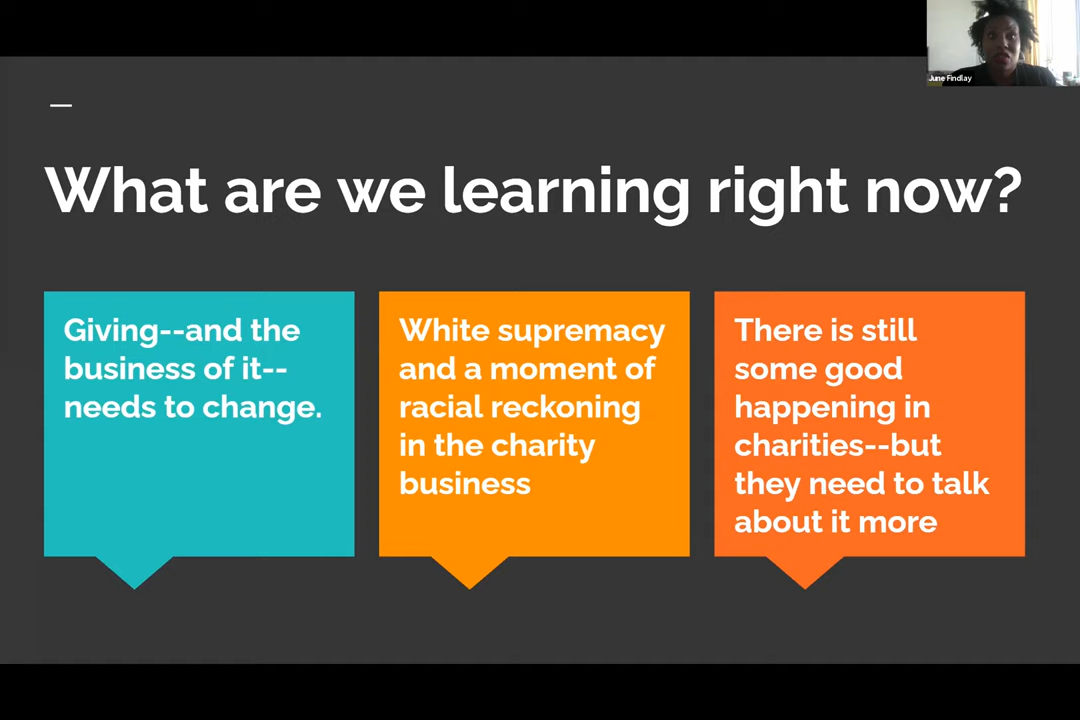 June Findlay
What are we learning right now?
Giving--and the
business of it--
needs to change.
White supremacy
and a moment of
racial reckoning
in the charity
business
There is still
some good
happening in
charities--but
they need to talk
about it more